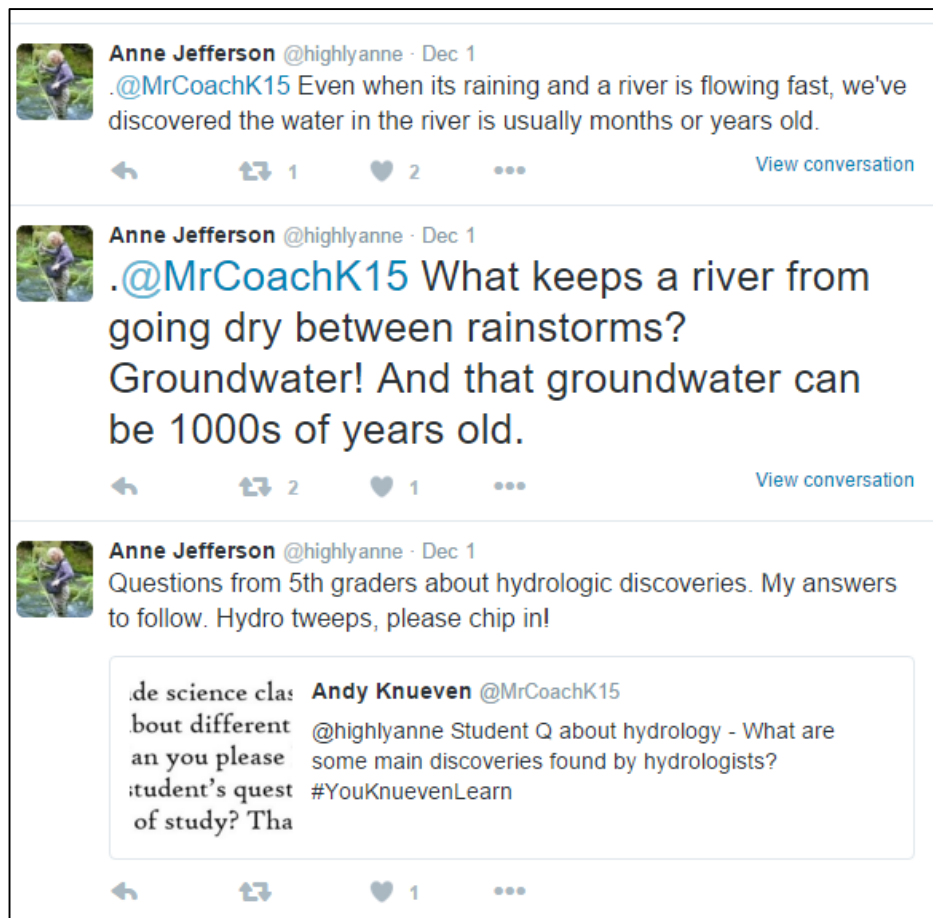 Anne Jefferson @highlyanne · Dec 1
.@MrCoachK15 Even when its raining and a river is flowing fast, we've
discovered the water in the river is usually months or years old.
1 2 View conversation
Anne Jefferson @highlyanne · Dec 1
.@MrCoachK15 What keeps a river from
going dry between rainstorms?
Groundwater! And that groundwater can
be 1000s of years old.
2 1 View conversation
Anne Jefferson @highlyanne · Dec 1
Questions from 5th graders about hydrologic discoveries. My answers
to follow. Hydro tweeps, please chip in!
de science clas
bout different
an you please
student's quest
of study? Tha
Andy Knueven @MrCoachK15
@highlyanne Student Q about hydrology - What are
some main discoveries found by hydrologists?
#YouKnuevenLearn
1